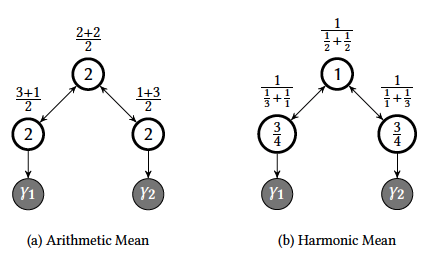 2+2
2
2
3+1
2
2
1+3
2
2
γ1
γ2
(a) Arithmetic Mean
1
1/2 + 1/2
1
1
1/3 + 1/1
3/4
1
1/1 + 1/3
3/4
γ1
γ2
(b) Harmonic Mean